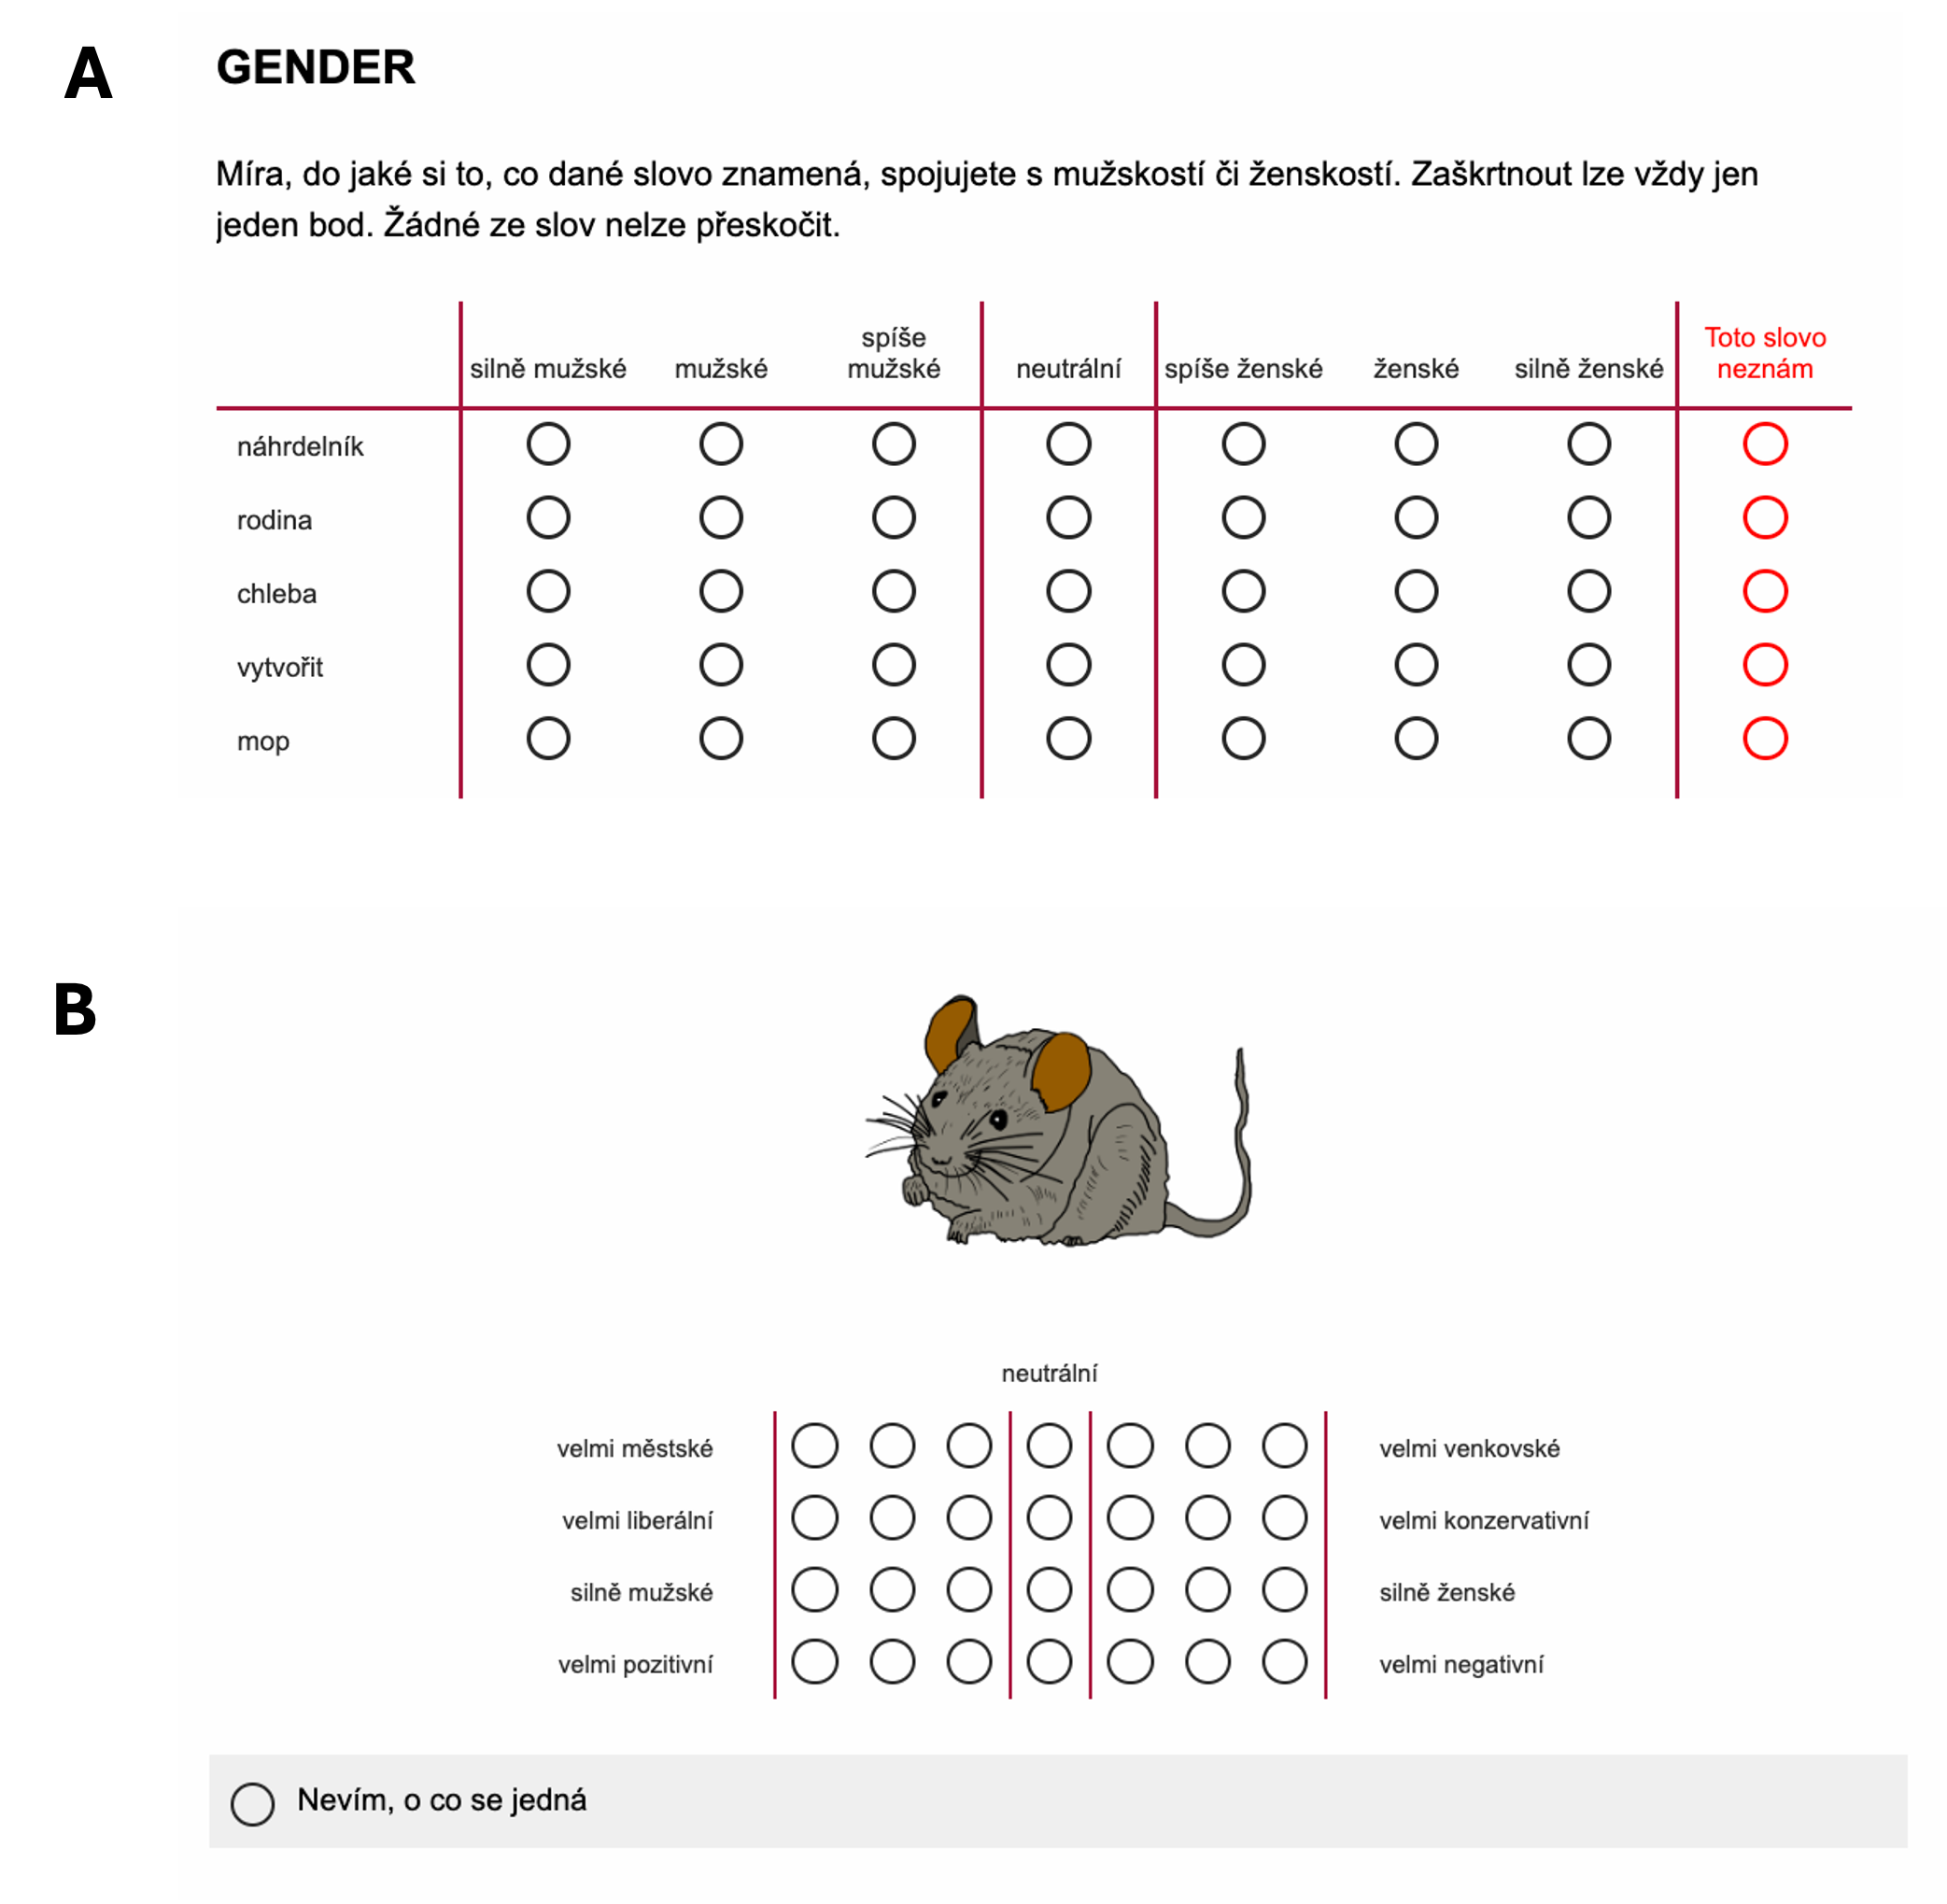 A
GENDER
Míra, do jaké si to, co dané slovo znamená, spojujete s mužskostí či ženskostí. Zaškrtnout lze vždy jen
jeden bod. Žádné ze slov nelze přeskočit.
silně mužské mužské spíše mužské neutrální spíše ženské ženské silně ženské Toto slovo neznám
náhrdelník
rodina
chleba
vytvořit
mop
B
neutrální
velmi městské velmi venkovské
velmi liberální velmi konzervativní
silně mužské silně ženské
velmi pozitivní velmi negativní
Nevím, o co se jedná